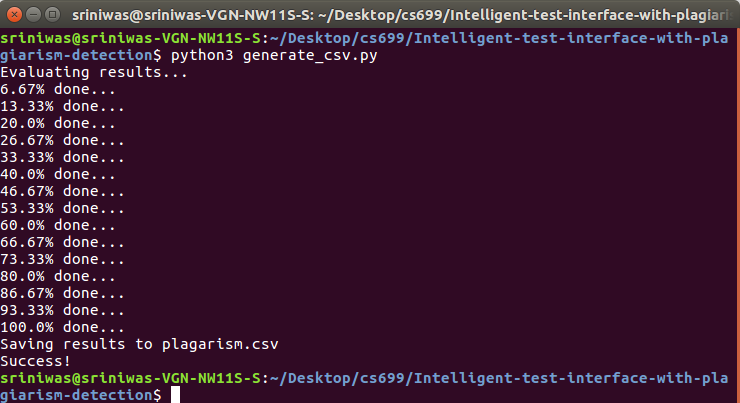 sriniwas@sriniwas-VGN-NW11S-S: ~/Desktop/cs699/Intelligent-test-interface-with-plagiari
sriniwas@sriniwas-VGN-NW11S-S:~/Desktop/cs699/Intelligent-test-interface-with-pla
giarism-detection$ python3 generate_csv.py
Evaluating results...
6.67% done...
13.33% done...
20.0% done...
26.67% done...
33.33% done...
40.0% done...
46.67% done...
53.33% done...
60.0% done...
66.67% done...
73.33% done...
80.0% done...
86.67% done...
93.33% done...
100.0% done...
Saving results to plagarism.csv
Success!
sriniwas@sriniwas-VGN-NW11S-S:~/Desktop/cs699/Intelligent-test-interface-with-pla
giarism-detection$